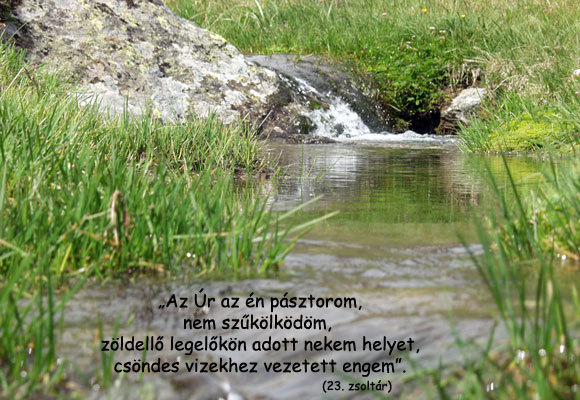 „Az Úr az én pásztorom,
nem szűkölködöm,
zöldellő legelőkön adott nekem helyet,
csöndes vizekhez vezetett engem”.
(23. zsoltár)